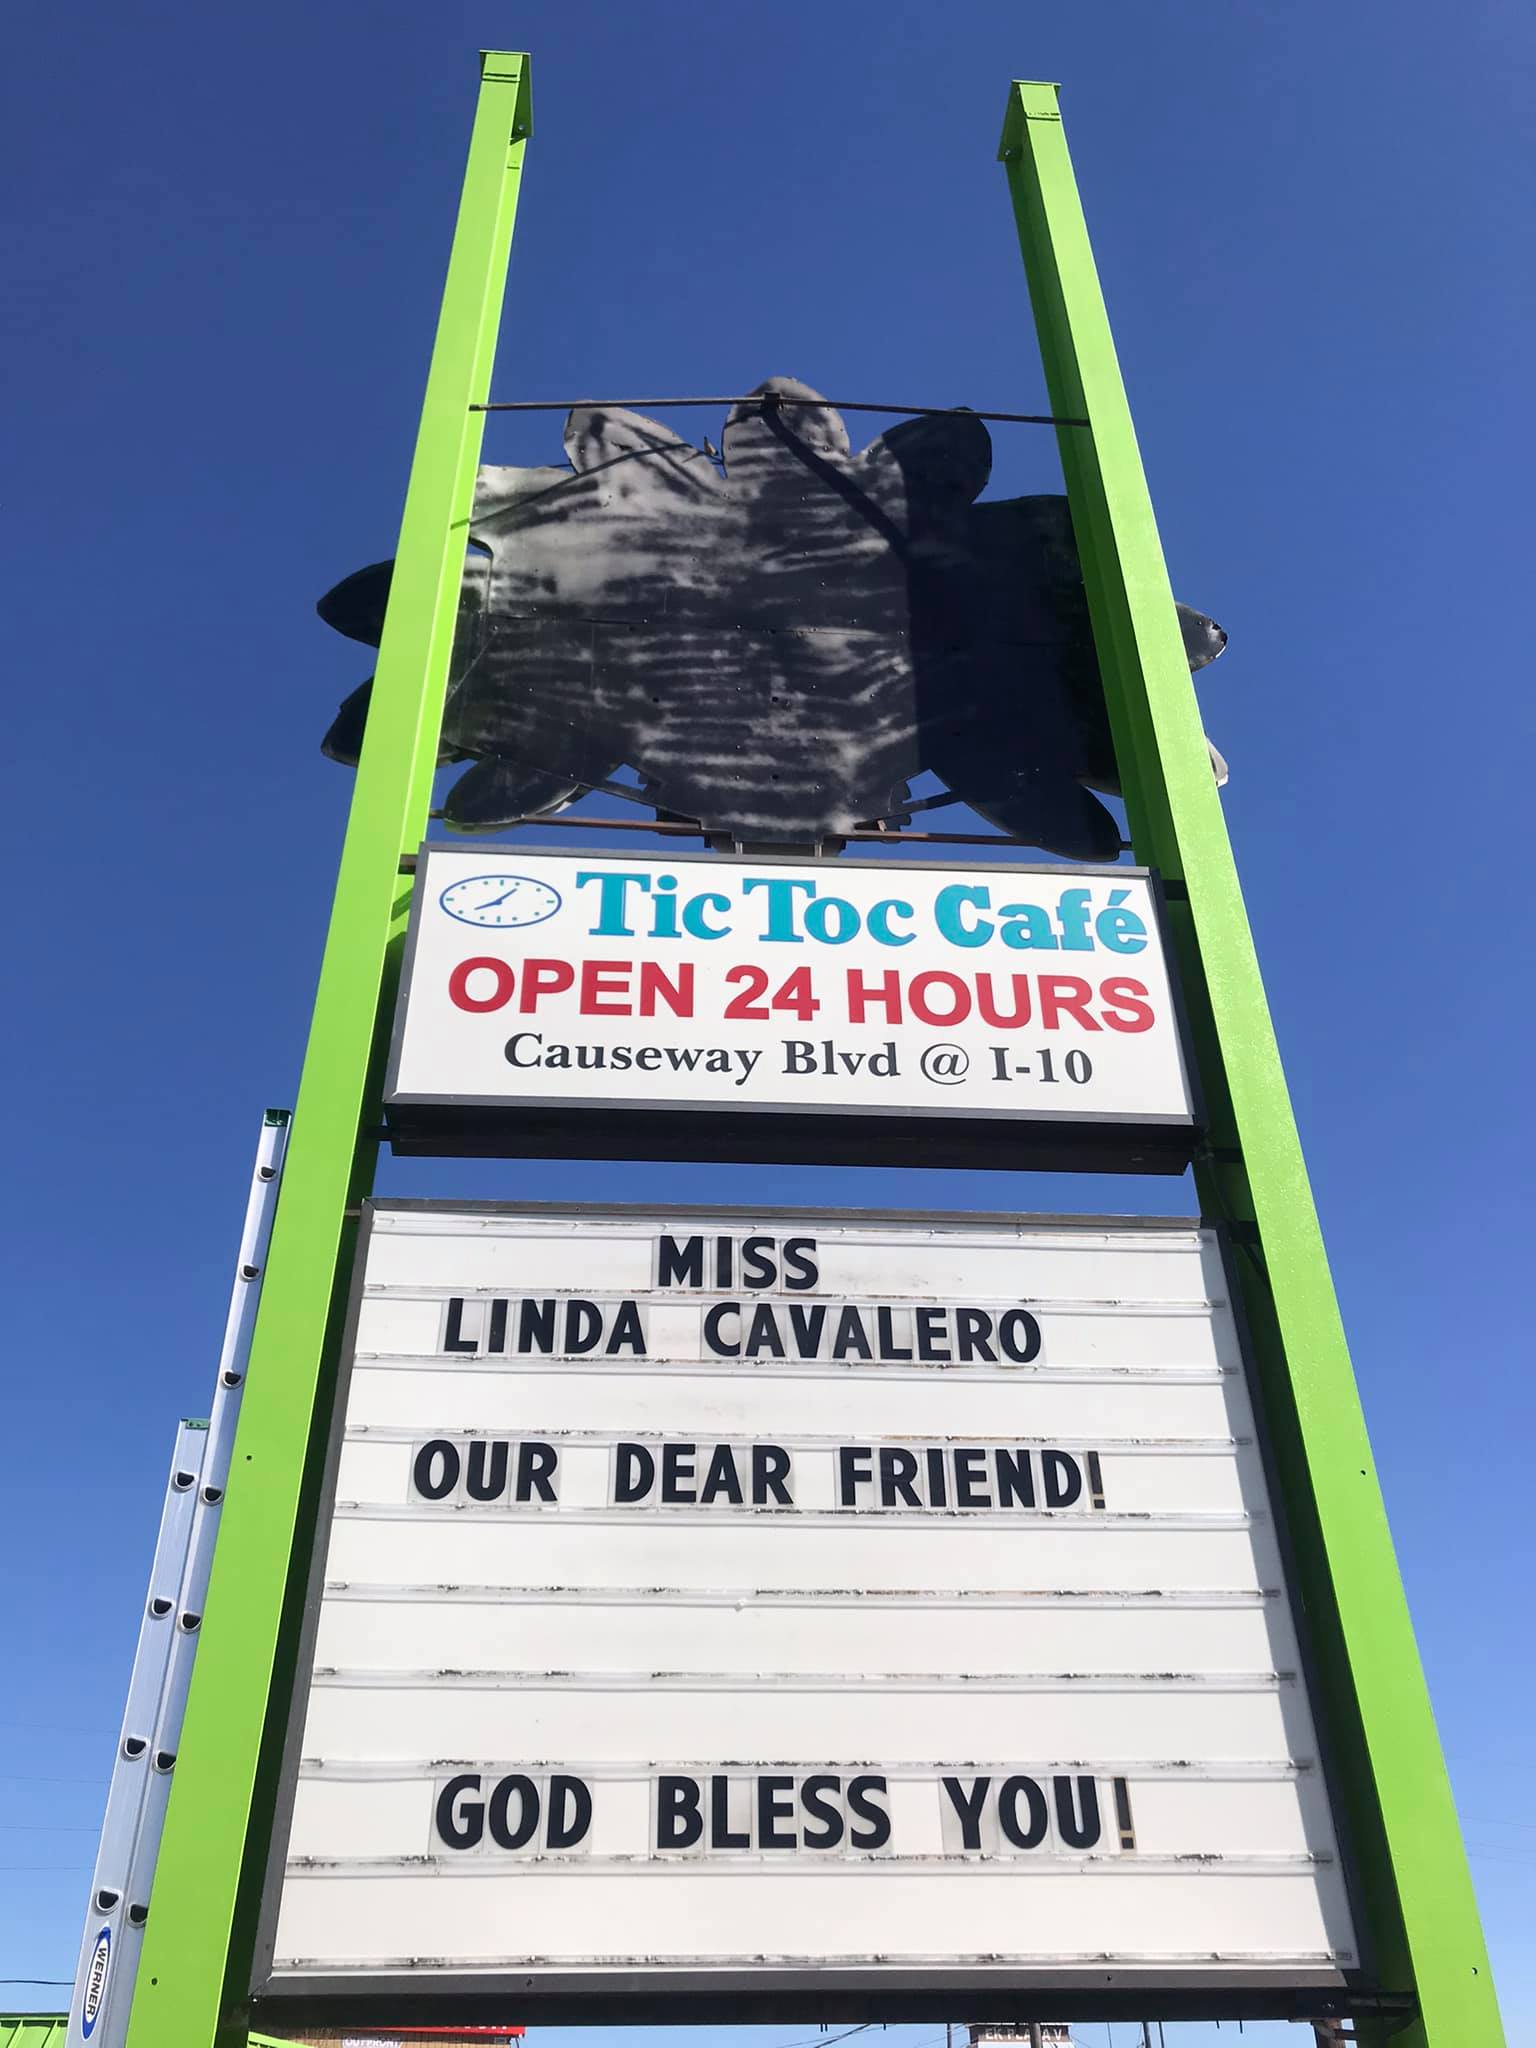 Tic Toc Café
OPEN 24 HOURS
Causeway Blvd @ I-10
MISS
LINDA CAVALERO
OUR DEAR FRIEND!
GOD BLESS YOU!
WERNER
OUTFRONT